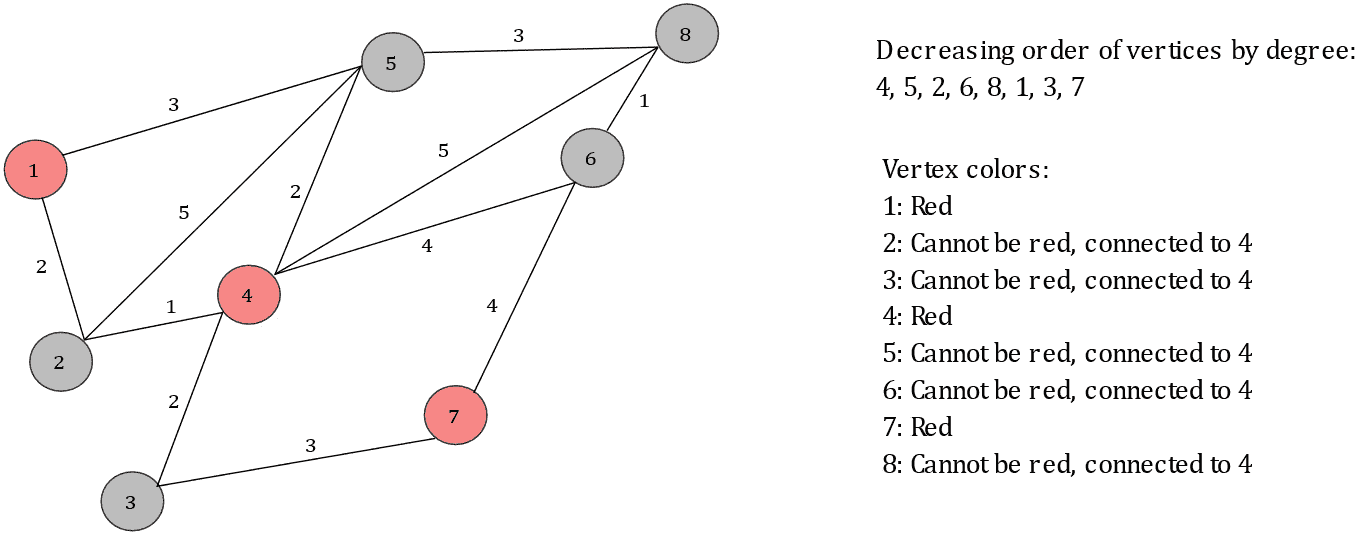 3
5
8
3
1
5
6
1
5
2
4
2
4
1
4
2
2
7
3
3
Decreasing order of vertices by degree:
4, 5, 2, 6, 8, 1, 3, 7
Vertex colors:
1: Red
2: Cannot be red, connected to 4
3: Cannot be red, connected to 4
4: Red
5: Cannot be red, connected to 4
6: Cannot be red, connected to 4
7: Red
8: Cannot be red, connected to 4